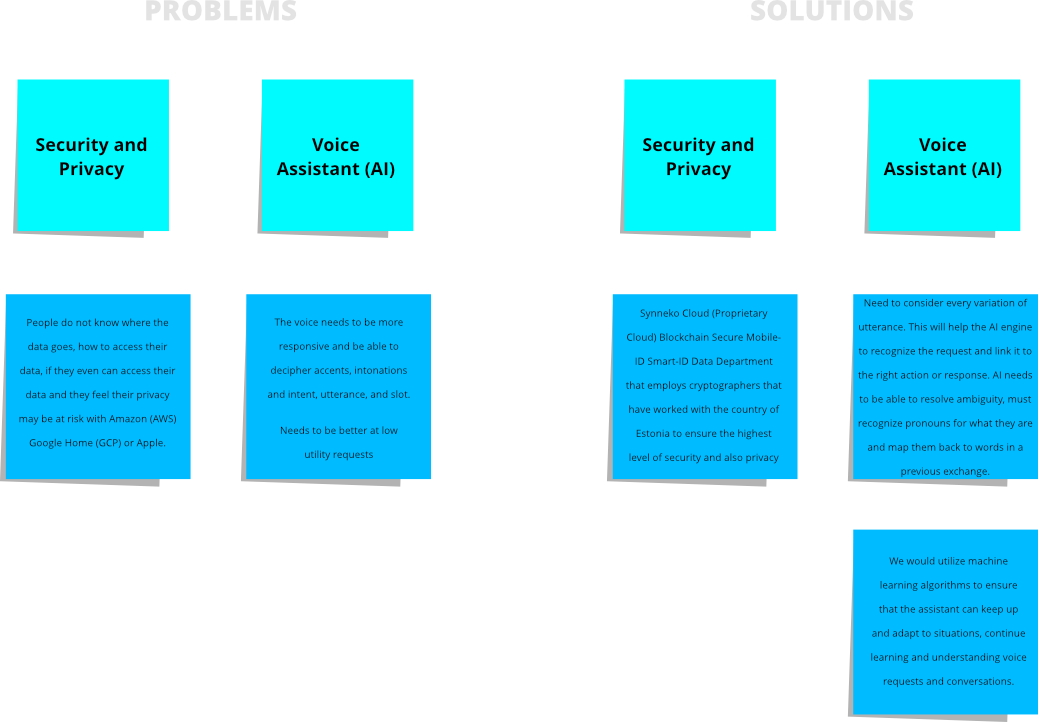 PROBLEMS
SOLUTIONS
Security and
Privacy
Voice
Assistant (AI)
Security and
Privacy
Voice
Assistant (AI)
People do not know where the
data goes, how to access their
data, if they even can access their
data and they feel their privacy
may be at risk with Amazon (AWS)
Google Home (GCP) or Apple.
The voice needs to be more
responsive and be able to
decipher accents, intonations
and intent, utterance, and slot.
Needs to be better at low
utility requests
Synneko Cloud (Proprietary
Cloud) Blockchain Secure Mobile-
ID Smart-ID Data Department
that employs cryptographers that
have worked with the country of
Estonia to ensure the highest
level of security and also privacy
Need to consider every variation of
utterance. This will help the AI engine
to recognize the request and link it to
the right action or response. AI needs
to be able to resolve ambiguity, must
recognize pronouns for what they are
and map them back to words in a
previous exchange.
We would utilize machine
learning algorithms to ensure
that the assistant can keep up
and adapt to situations, continue
learning and understanding voice
requests and conversations.